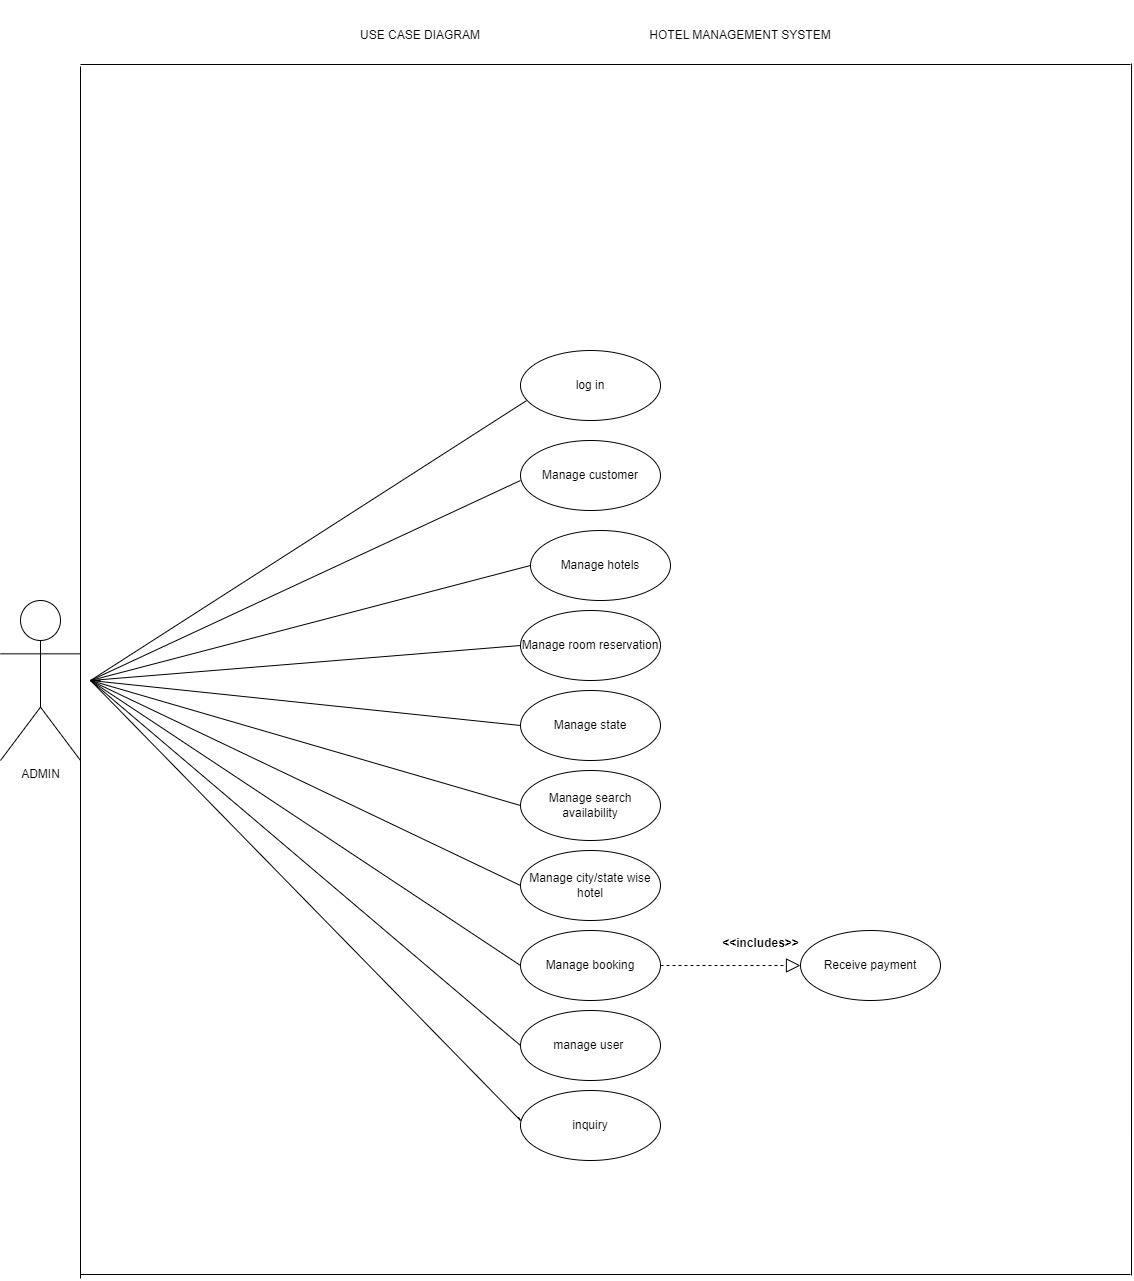 USE CASE DIAGRAM
HOTEL MANAGEMENT SYSTEM
log in
Manage customer
Manage hotels
Manage room reservation
Manage state
ADMIN
Manage search
availability
Manage city/state wise
hotel
<<includes>>
Manage booking
Receive payment
manage user
inquiry